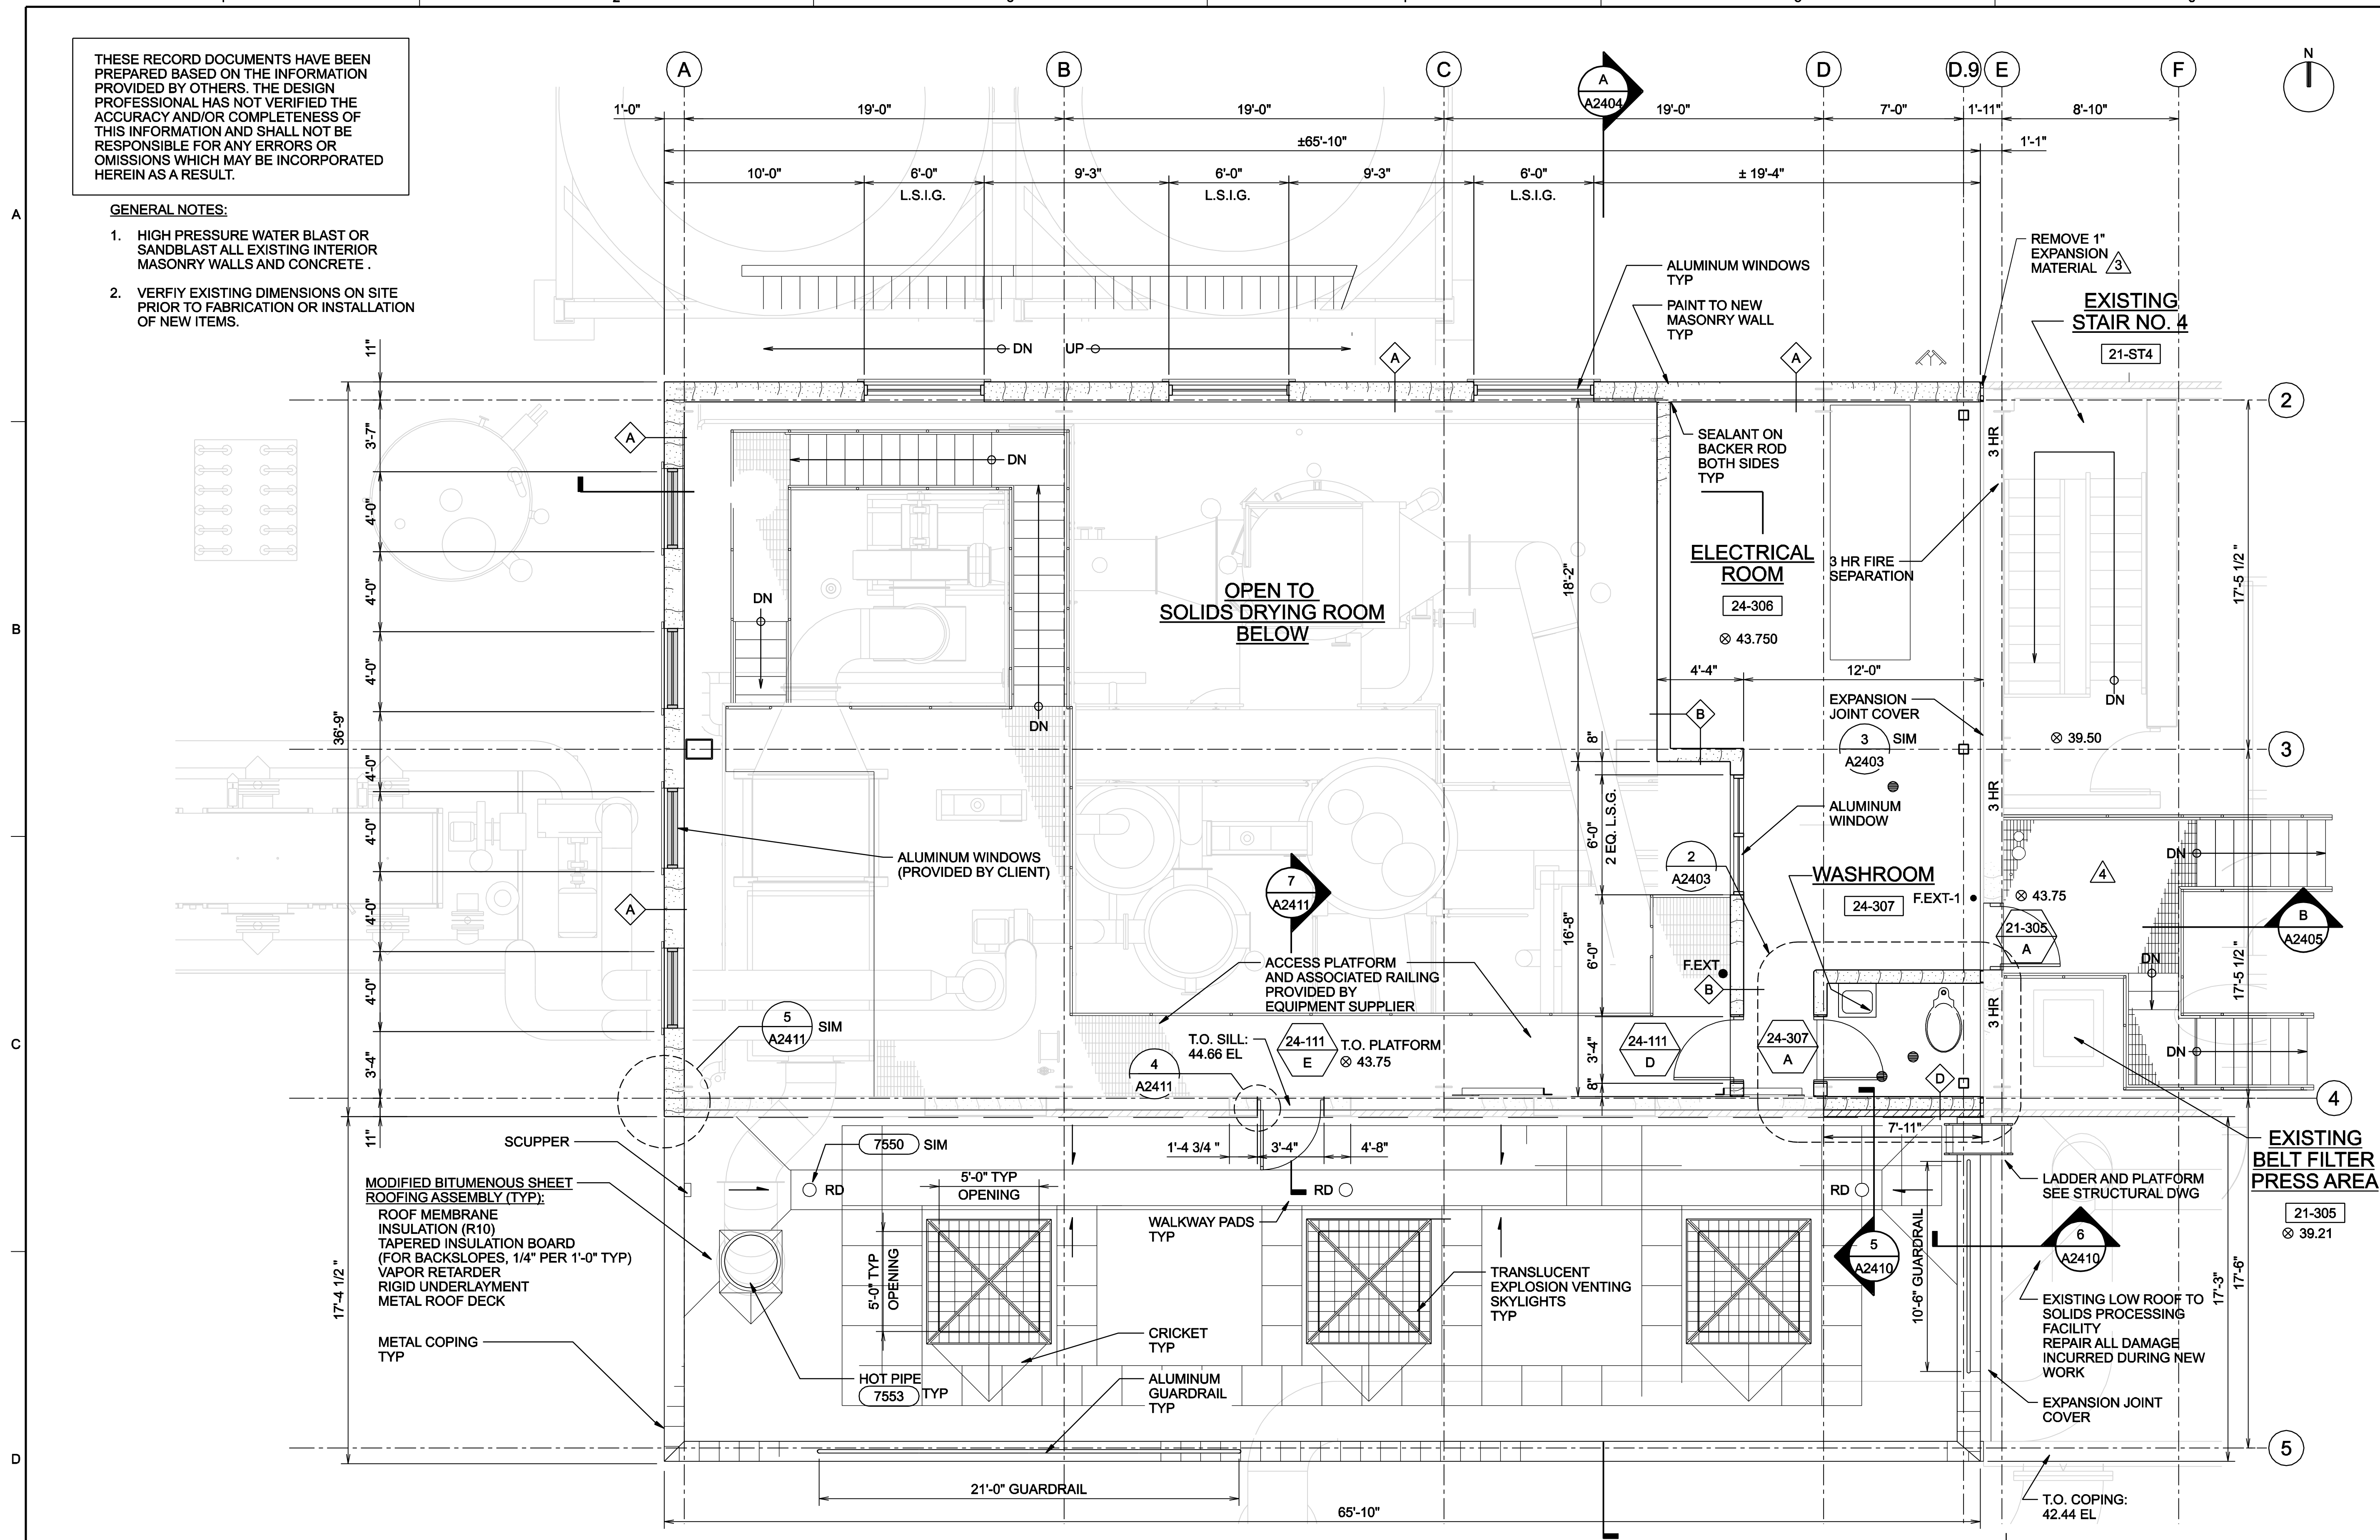 THESE RECORD DOCUMENTS HAVE BEEN
PREPARED BASED ON THE INFORMATION
PROVIDED BY OTHERS. THE DESIGN
PROFESSIONAL HAS NOT VERIFIED THE
ACCURACY AND/OR COMPLETENESS OF
THIS INFORMATION AND SHALL NOT BE
RESPONSIBLE FOR ANY ERRORS OR
OMISSIONS WHICH MAY BE INCORPORATED
HEREIN AS A RESULT.
GENERAL NOTES:
1. HIGH PRESSURE WATER BLAST OR
SANDBLAST ALL EXISTING INTERIOR
MASONRY WALLS AND CONCRETE .
2. VERFIY EXISTING DIMENSIONS ON SITE
PRIOR TO FABRICATION OR INSTALLATION
OF NEW ITEMS.
A
B
C
D
A
B
C
D
D.9
E
F
N
A
A2404
1'-0"
19'-0"
19'-0"
19'-0"
7'-0"
1'-11"
8'-10"
±65'-10"
1'-1"
10'-0"
6'-0"
9'-3"
6'-0"
9'-3"
6'-0"
± 19'-4"
L.S.I.G.
L.S.I.G.
L.S.I.G.
REMOVE 1"
EXPANSION
MATERIAL
3
EXISTING
STAIR NO. 4
21-ST4
ALUMINUM WINDOWS
TYP
PAINT TO NEW
MASONRY WALL
TYP
DN
UP
A
A
2
11"
3'-7"
4'-0"
4'-0"
4'-0"
4'-0"
4'-0"
4'-0"
4'-0"
3'-4"
11"
36'-9"
17'-4 1/2 "
A
DN
DN
DN
SEALANT ON
BACKER ROD
BOTH SIDES
TYP
3 HR
ELECTRICAL
ROOM
24-306
43.750
3 HR FIRE
SEPARATION
OPEN TO
SOLIDS DRYING ROOM
BELOW
18'-2"
17'-5 1/2 "
4'-4"
12'-0"
EXPANSION
JOINT COVER
B
3
A2403
SIM
DN
39.50
3
8"
6'-0"
2 EQ. L.S.G.
16'-8"
6'-0"
3'-4"
8"
ALUMINUM
WINDOW
3 HR
ALUMINUM WINDOWS
(PROVIDED BY CLIENT)
A
7
A2411
2
A2403
WASHROOM
24-307
F.EXT-1
43.75
4
DN
21-305
A
B
A2405
DN
17'-5 1/2 "
F.EXT
B
ACCESS PLATFORM
AND ASSOCIATED RAILING
PROVIDED BY
EQUIPMENT SUPPLIER
5
A2411
SIM
T.O. SILL:
44.66 EL
24-111
E
T.O. PLATFORM
43.75
4
A2411
24-111
D
24-307
A
3 HR
D
DN
4
SCUPPER
7550
SIM
1'-4 3/4 "
3'-4"
4'-8"
7'-11"
EXISTING
BELT FILTER
PRESS AREA
21-305
39.21
LADDER AND PLATFORM
SEE STRUCTURAL DWG
MODIFIED BITUMENOUS SHEET
ROOFING ASSEMBLY (TYP):
ROOF MEMBRANE
INSULATION (R10)
TAPERED INSULATION BOARD
(FOR BACKSLOPES, 1/4" PER 1'-0" TYP)
VAPOR RETARDER
RIGID UNDERLAYMENT
METAL ROOF DECK
METAL COPING
TYP
RD
RD
RD
5'-0" TYP
OPENING
5'-0" TYP
OPENING
WALKWAY PADS
TYP
5
A2410
10'-6" GUARDRAIL
6
A2410
TRANSLUCENT
EXPLOSION VENTING
SKYLIGHTS
TYP
EXISTING LOW ROOF TO
SOLIDS PROCESSING
FACILITY
REPAIR ALL DAMAGE
INCURRED DURING NEW
WORK
17'-3"
17'-6"
CRICKET
TYP
HOT PIPE
7553
TYP
ALUMINUM
GUARDRAIL
TYP
EXPANSION JOINT
COVER
5
21'-0" GUARDRAIL
65'-10"
T.O. COPING:
42.44 EL